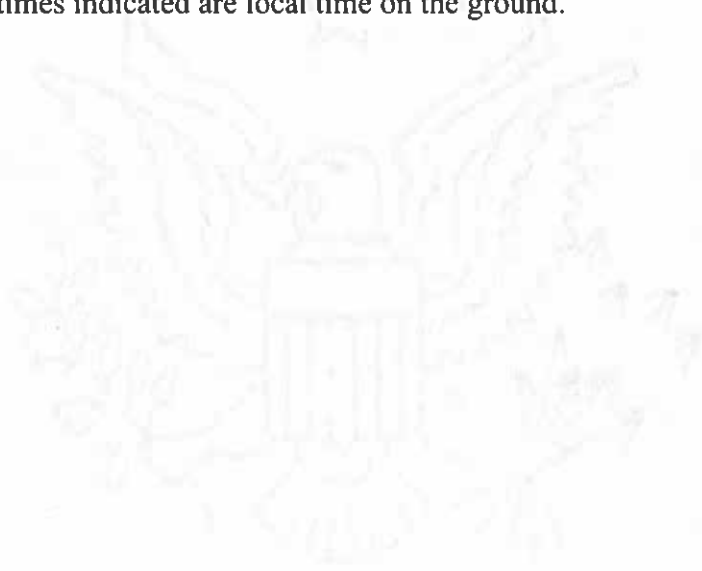 times indicated are local time on the ground.